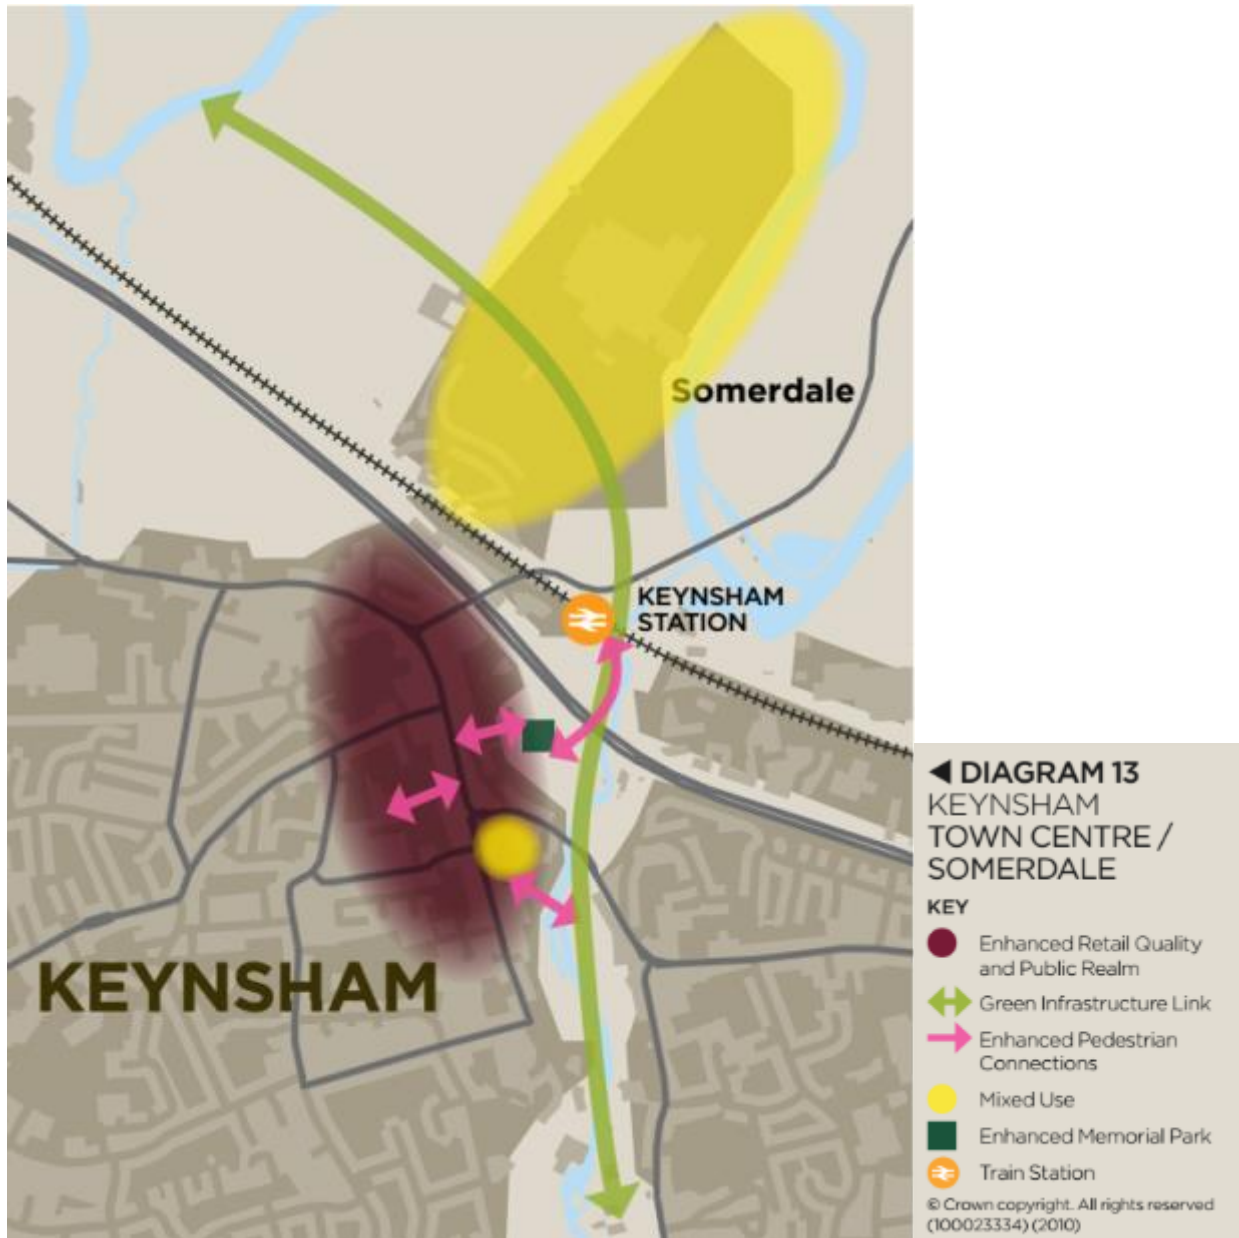 Somerdale
KEYNSHAM
STATION
KEYNSHAM
DIAGRAM 13
KEYNSHAM
TOWN CENTRE /
SOMERDALE
KEY
Enhanced Retail Quality
and Public Realm
Green Infrastructure Link
Enhanced Pedestrian
Connections
Mixed Use
Enhanced Memorial Park
Train Station
© Crown copyright. All rights reserved
(100023334) (2010)